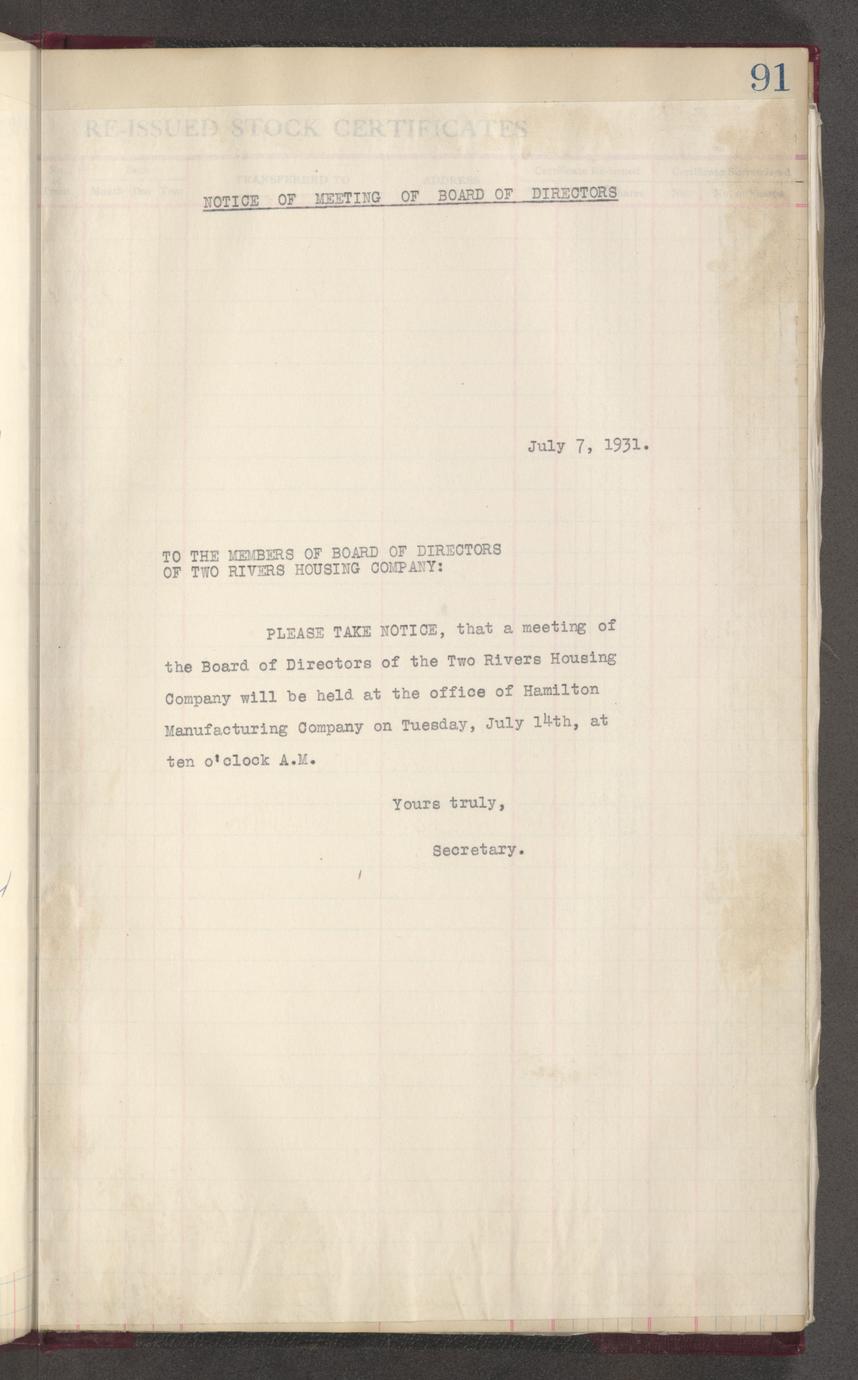 91
RE-ISSUED STOCK CERTIFICATES
TRANSFERRED TO ADDRESS
NOTICE OF MEETING OF BOARD OF DIRECTORS
July 7, 1931.
TO THE MEMBERS OF BOARD OF DIRECTORS
OF TWO RIVERS HOUSING COMPANY:
PLEASE TAKE NOTICE, that a meeting of
the Board of Directors of the Two Rivers Housing
Company will be held at the office of Hamilton
Manufacturing Company on Tuesday, July 14th, at
ten o'clock A.M.
Yours truly,
Secretary.